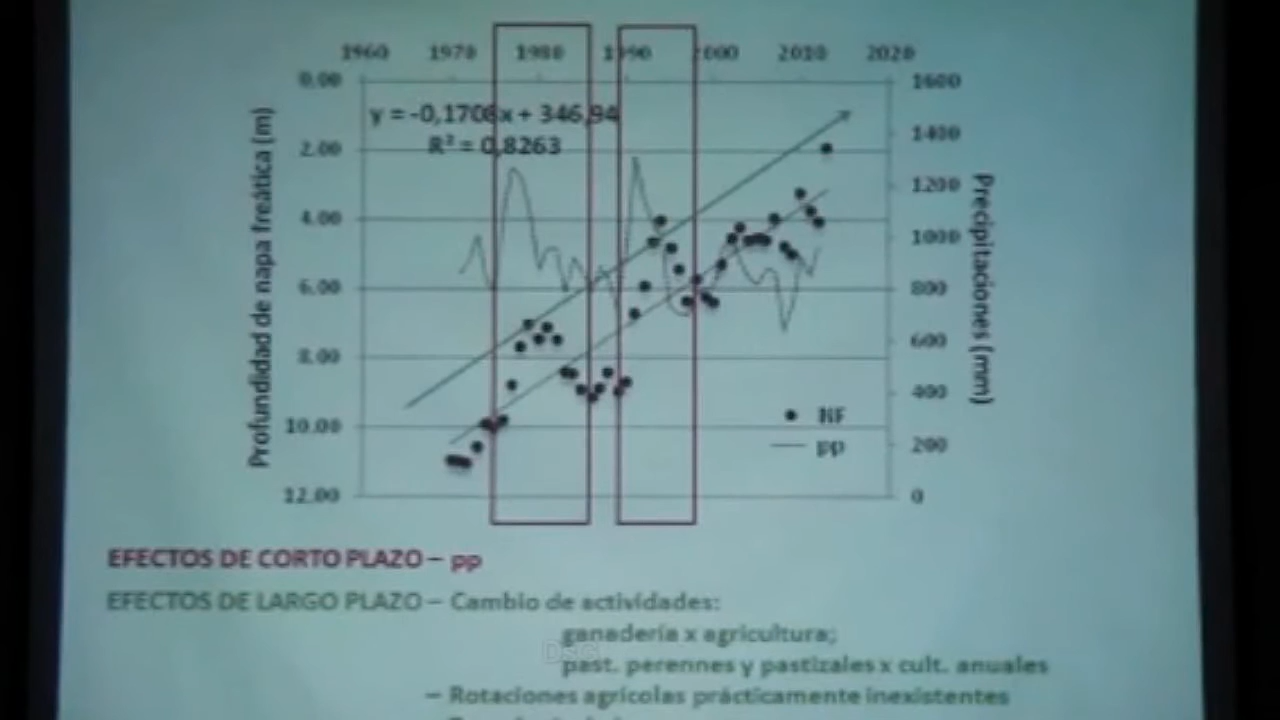 1960 1970 1980 1990 2000 2010 2020
0.00 1600
y = -0,1708x + 346,94
R² = 0,8263
1400
2.00
1200
4.00
1000
6.00 800
600
8.00
400
10.00
200
12.00 0
Profundidad de napa freática (m)
Precipitaciones (mm)
NF
pp
EFECTOS DE CORTO PLAZO – pp
EFECTOS DE LARGO PLAZO – Cambio de actividades:
ganadería x agricultura;
past. perennes y pastizales x cult. anuales
– Rotaciones agrícolas prácticamente inexistentes